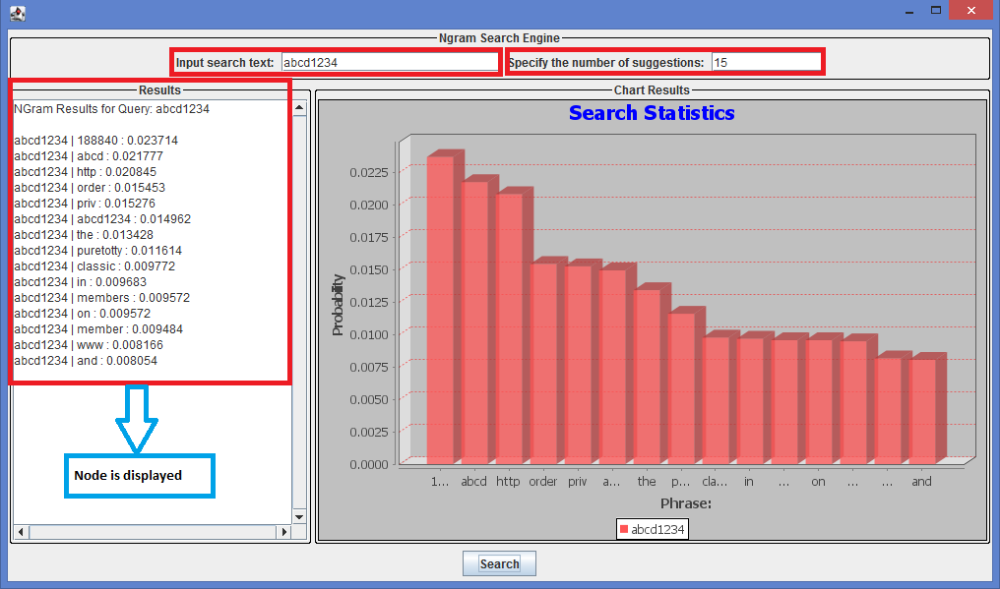 Ngram Search Engine
Input search text: abcd1234
Specify the number of suggestions: 15
Results
NGram Results for Query: abcd1234
abcd1234 | 188840 : 0.023714
abcd1234 | abcd : 0.021777
abcd1234 | http : 0.020845
abcd1234 | order : 0.015453
abcd1234 | priv : 0.015276
abcd1234 | abcd1234 : 0.014962
abcd1234 | the : 0.013428
abcd1234 | puretotty : 0.011614
abcd1234 | classic : 0.009772
abcd1234 | in : 0.009683
abcd1234 | members : 0.009572
abcd1234 | on : 0.009572
abcd1234 | member : 0.009484
abcd1234 | www : 0.008166
abcd1234 | and : 0.008054
Node is displayed
Chart Results
Search Statistics
Probability
0.0225
0.0200
0.0175
0.0150
0.0125
0.0100
0.0075
0.0050
0.0025
0.0000
1... abcd http order priv a... the p... cla... in ... on ... ... and
Phrase:
abcd1234
Search